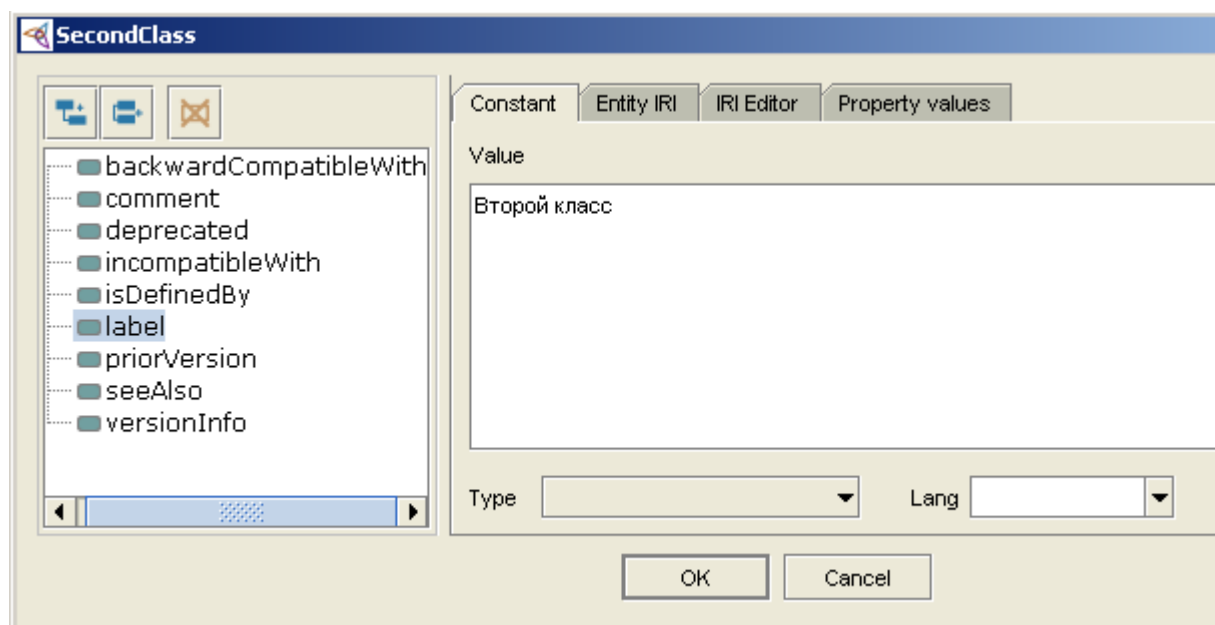 SecondClass
Constant Entity IRI IRI Editor Property values
backwardCompatibleWith
comment
deprecated
incompatibleWith
isDefinedBy
label
priorVersion
seeAlso
versionInfo
Value
Второй класс
Type Lang
OK Cancel